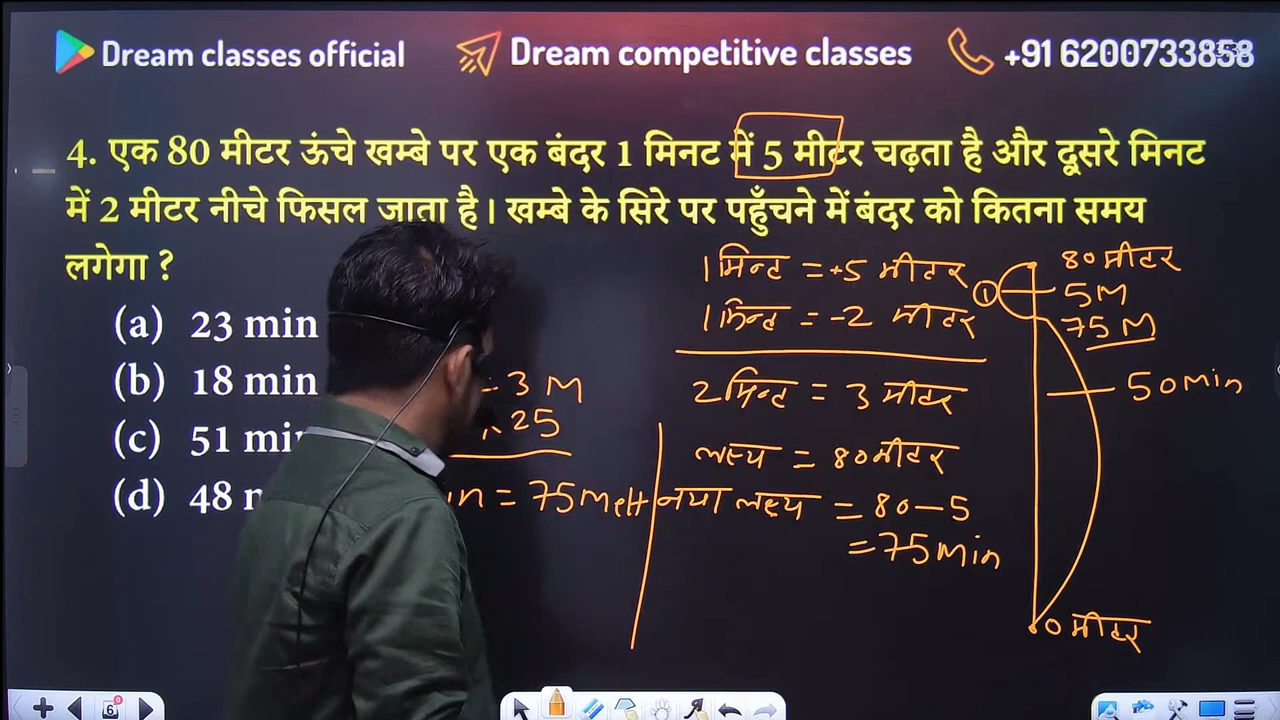 Dream classes official
Dream competitive classes
+91 6200733858
4. एक 80 मीटर ऊंचे खम्बे पर एक बंदर 1 मिनट में 5 मीटर चढ़ता है और दूसरे मिनट
में 2 मीटर नीचे फिसल जाता है। खम्बे के सिरे पर पहुँचने में बंदर को कितना समय
लगेगा ?
(a) 23 min
(b) 18 min
(c) 51
(d) 48
= 3 M
25
= 75
1 मिन्ट = +5 मीटर
1 मिन्ट = -2 मीटर
2 मिन्ट = 3 मीटर
लक्ष्य = 80 मीटर
नया लक्ष्य = 80-5
= 75 min
80 मीटर
1
5M
75 M
50 min
0 मीटर
6